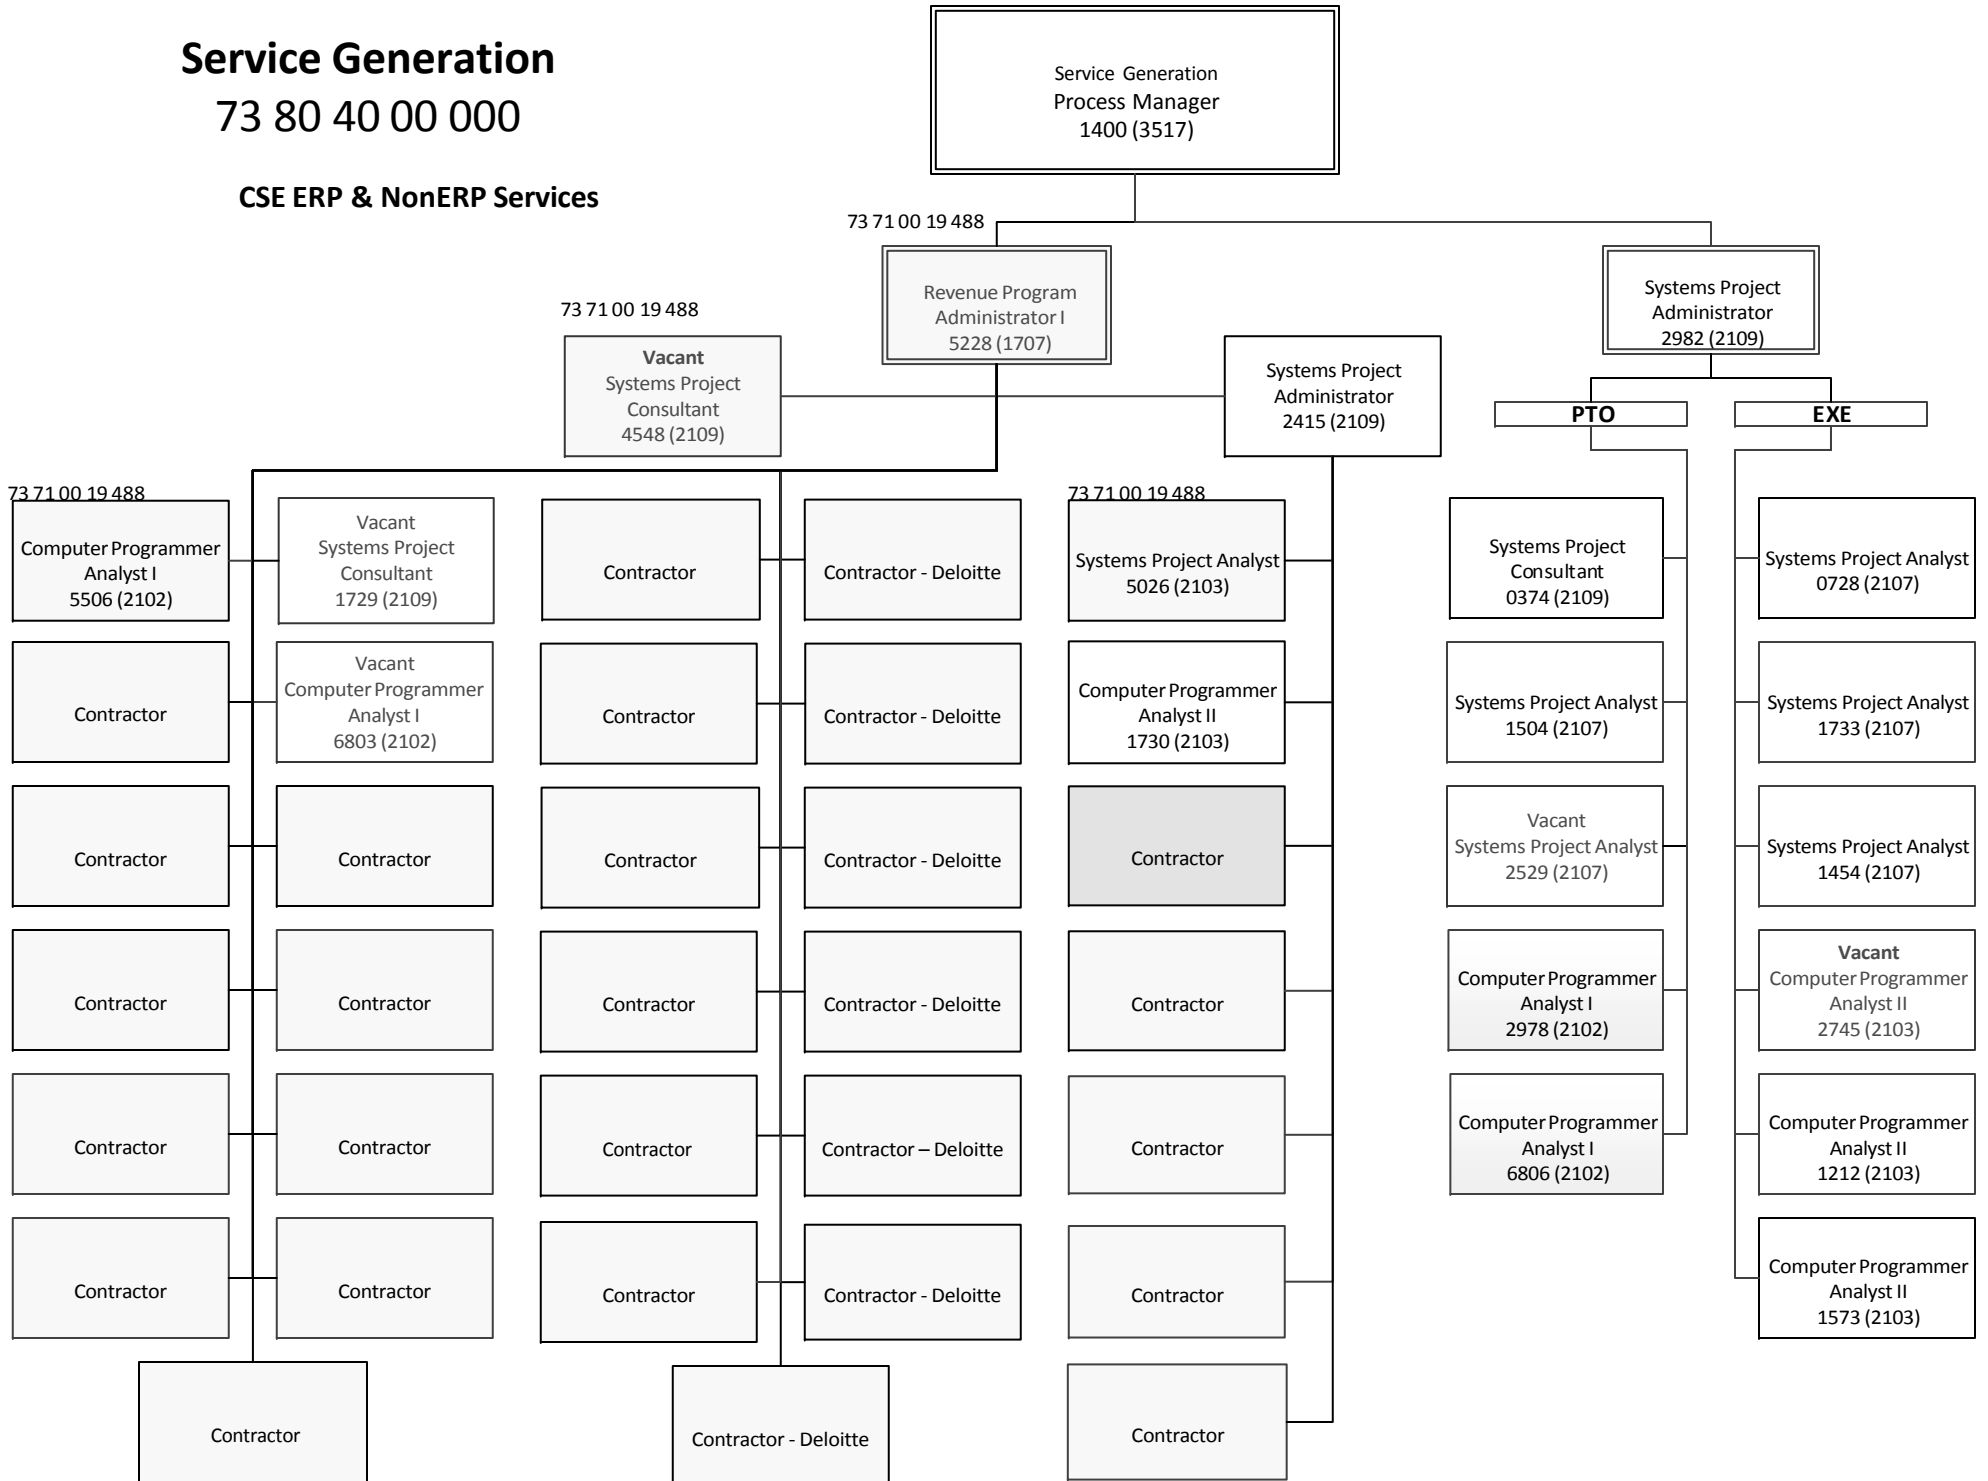 Service Generation
73 80 40 00 000
CSE ERP & NonERP Services
Service Generation
Process Manager
1400 (3517)
73 71 00 19 488
Revenue Program
Administrator I
5228 (1707)
Systems Project
Administrator
2982 (2109)
73 71 00 19 488
Vacant
Systems Project
Consultant
4548 (2109)
Systems Project
Administrator
2415 (2109)
PTO
EXE
73 71 00 19 488
Computer Programmer
Analyst I
5506 (2102)
Vacant
Systems Project
Consultant
1729 (2109)
Contractor
Contractor - Deloitte
73 71 00 19 488
Systems Project Analyst
5026 (2103)
Systems Project
Consultant
0374 (2109)
Systems Project Analyst
0728 (2107)
Contractor
Vacant
Computer Programmer
Analyst I
6803 (2102)
Contractor
Contractor - Deloitte
Computer Programmer
Analyst II
1730 (2103)
Systems Project Analyst
1504 (2107)
Systems Project Analyst
1733 (2107)
Contractor
Contractor
Contractor
Contractor - Deloitte
Contractor
Vacant
Systems Project Analyst
2529 (2107)
Systems Project Analyst
1454 (2107)
Contractor
Contractor
Contractor
Contractor - Deloitte
Contractor
Computer Programmer
Analyst I
2978 (2102)
Vacant
Computer Programmer
Analyst II
2745 (2103)
Contractor
Contractor
Contractor
Contractor – Deloitte
Contractor
Computer Programmer
Analyst I
6806 (2102)
Computer Programmer
Analyst II
1212 (2103)
Contractor
Contractor
Contractor
Contractor - Deloitte
Contractor
Computer Programmer
Analyst II
1573 (2103)
Contractor
Contractor - Deloitte
Contractor